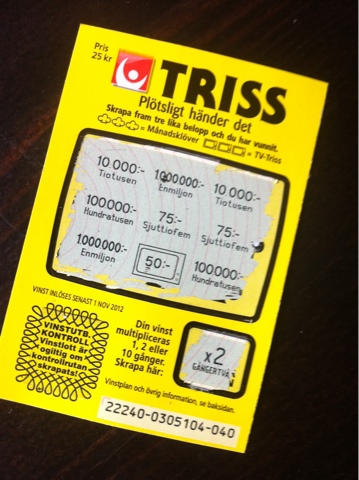 Pris
25 kr
TRISS
Plötsligt händer det
Skrapa fram tre lika belopp och du har vunnit.
= Månadsklöver = TV-Triss
10 000:- 1000000:- 10 000:-
Tiotusen Enmiljon Tiotusen
100000:- 75:- 75:-
Hundratusen Sjuttiofem Sjuttiofem
1000000:- 50:- 100000:-
Enmiljon Hundratusen
VINST INLÖSES SENAST 1 NOV 2012
VINSTUTB.
KONTROLL
Vinstlott är
ogiltig om
kontrollrutan
skrapats!
Din vinst
multipliceras
1, 2 eller
10 gånger.
Skrapa här:
x2
GÅNGERTVÅ
Vinstplan och övrig information, se baksidan.
22240-0305104-040